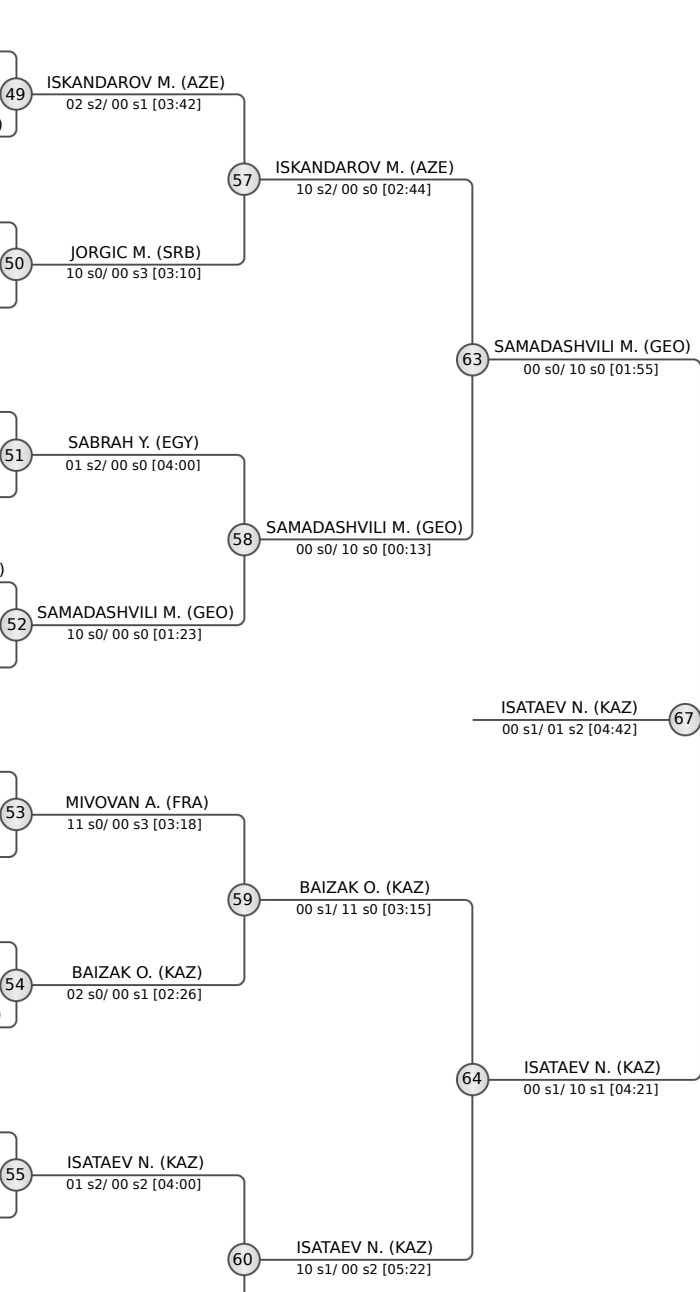 49
ISKANDAROV M. (AZE)
02 s2/ 00 s1 [03:42]
)
57
ISKANDAROV M. (AZE)
10 s2/ 00 s0 [02:44]
50
JORGIC M. (SRB)
10 s0/ 00 s3 [03:10]
63
SAMADASHVILI M. (GEO)
00 s0/ 10 s0 [01:55]
51
SABRAH Y. (EGY)
01 s2/ 00 s0 [04:00]
58
SAMADASHVILI M. (GEO)
00 s0/ 10 s0 [00:13]
)
52
SAMADASHVILI M. (GEO)
10 s0/ 00 s0 [01:23]
ISATAEV N. (KAZ)
00 s1/ 01 s2 [04:42]
67
53
MIVOVAN A. (FRA)
11 s0/ 00 s3 [03:18]
59
BAIZAK O. (KAZ)
00 s1/ 11 s0 [03:15]
54
BAIZAK O. (KAZ)
02 s0/ 00 s1 [02:26]
)
64
ISATAEV N. (KAZ)
00 s1/ 10 s1 [04:21]
55
ISATAEV N. (KAZ)
01 s2/ 00 s2 [04:00]
60
ISATAEV N. (KAZ)
10 s1/ 00 s2 [05:22]